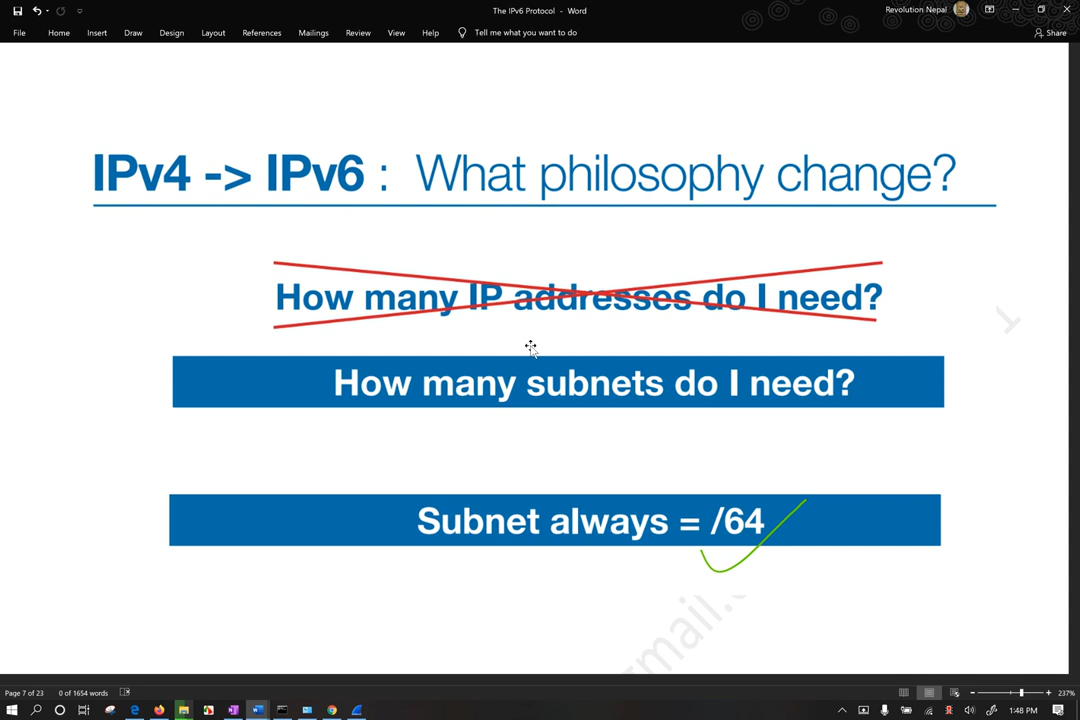 The IPv6 Protocol - Word
Revolution Nepal
File Home Insert Draw Design Layout References Mailings Review View Help Tell me what you want to do Share
IPv4 -> IPv6 : What philosophy change?
How many IP addresses do I need?
How many subnets do I need?
Subnet always = /64
Page 7 of 23 0 of 1654 words 237%
1:48 PM